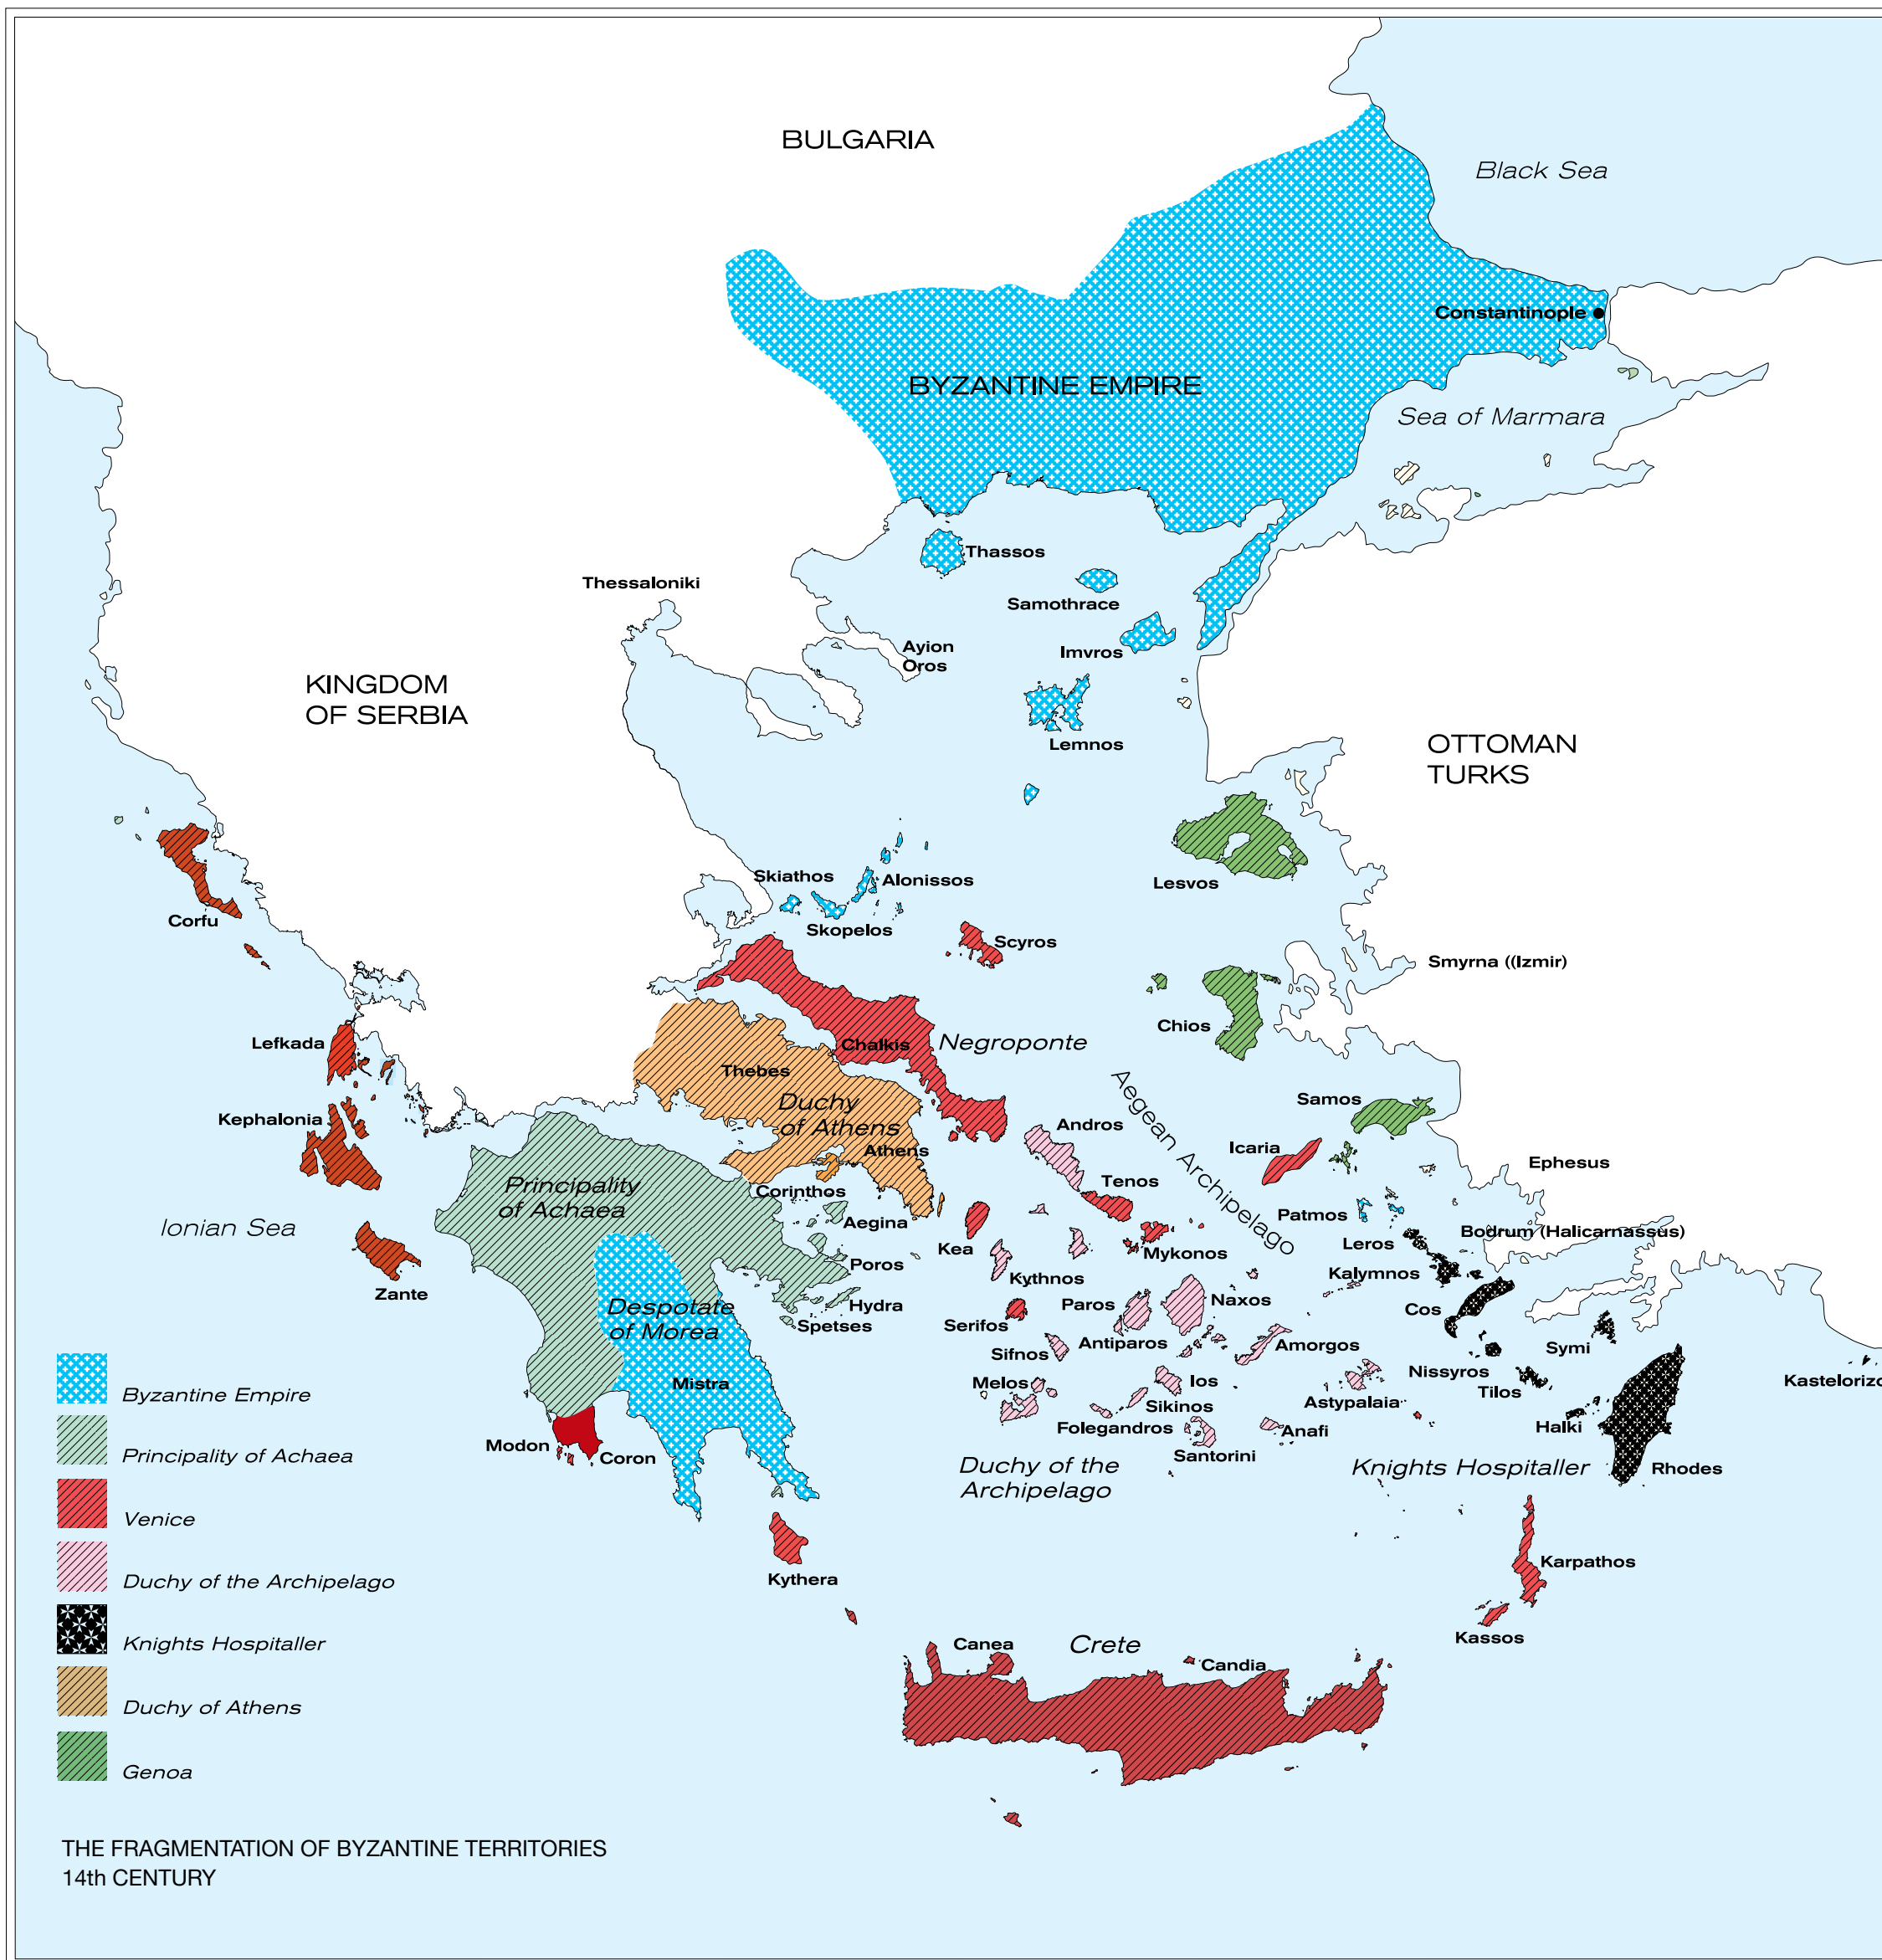 BULGARIA
Black Sea
Constantinople
BYZANTINE EMPIRE
Sea of Marmara
Thassos
Thessaloniki
Samothrace
Ayion
Oros
Imvros
KINGDOM
OF SERBIA
Lemnos
OTTOMAN
TURKS
Skiathos
Alonissos
Lesvos
Corfu
Skopelos
Scyros
Smyrna ((Izmir)
Chios
Lefkada
Chalkis
Negroponte
Thebes
Aegean Archipelago
Duchy
of Athens
Samos
Kephalonia
Andros
Athens
Icaria
Ephesus
Principality
of Achaea
Corinthos
Tenos
Ionian Sea
Aegina
Patmos
Bodrum (Halicarnassus)
Kea
Mykonos
Leros
Poros
Kythnos
Kalymnos
Zante
Despotate
of Morea
Hydra
Paros
Naxos
Cos
Spetses
Serifos
Antiparos
Amorgos
Symi
Sifnos
Nissyros
Mistra
Melos
Ios
Tilos
Kastelorizo
Sikinos
Astypalaia
Folegandros
Anafi
Halki
Modon
Coron
Santorini
Duchy of the
Archipelago
Knights Hospitaller
Rhodes
Karpathos
Kythera
Kassos
Canea
Crete
Candia
Byzantine Empire
Principality of Achaea
Venice
Duchy of the Archipelago
Knights Hospitaller
Duchy of Athens
Genoa
THE FRAGMENTATION OF BYZANTINE TERRITORIES
14th CENTURY